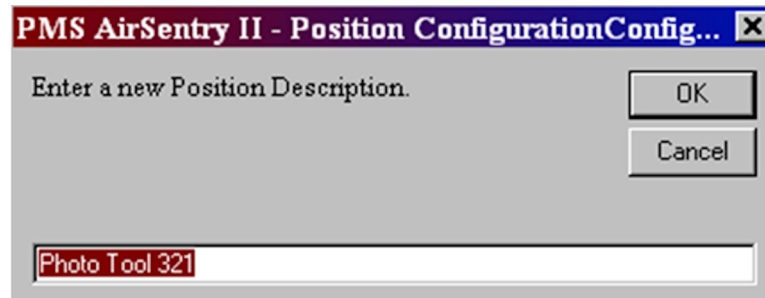 PMS AirSentry II - Position ConfigurationConfig...
Enter a new Position Description.
OK
Cancel
Photo Tool 321